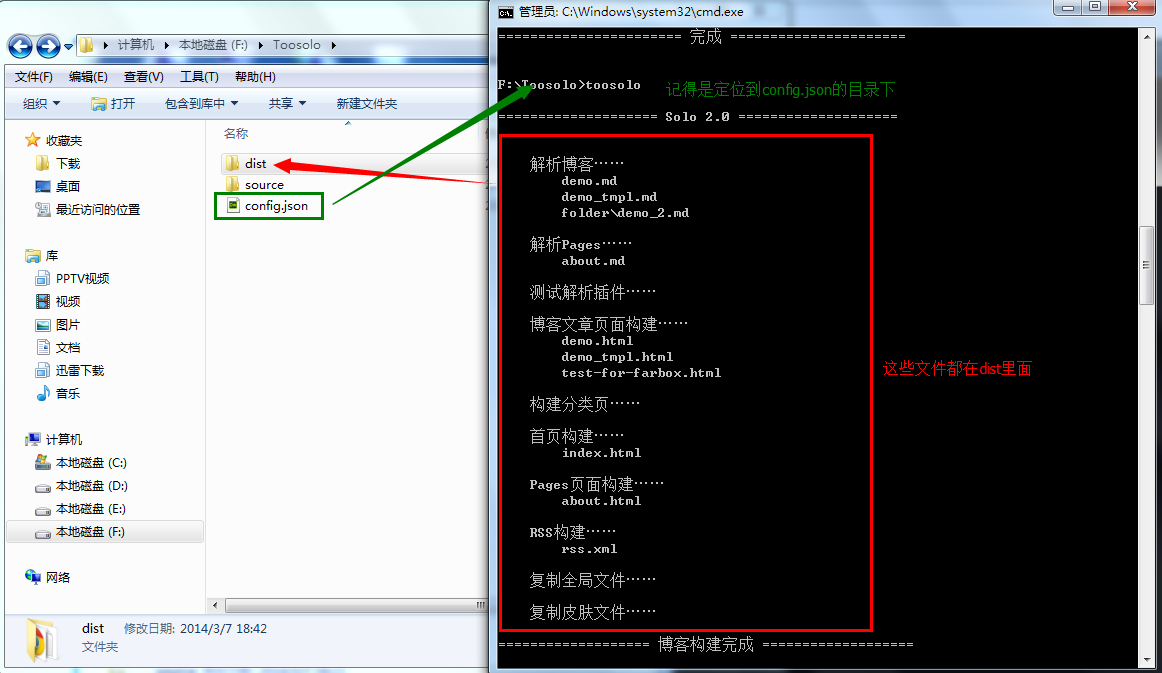 计算机 本地磁盘 (F:) Toosolo
文件(F) 编辑(E) 查看(V) 工具(T) 帮助(H)
组织 打开 包含到库中 共享 新建文件夹
收藏夹
下载
桌面
最近访问的位置
库
PPTV视频
视频
图片
文档
迅雷下载
音乐
计算机
本地磁盘 (C:)
本地磁盘 (D:)
本地磁盘 (E:)
本地磁盘 (F:)
网络
名称
dist
source
config.json
dist 修改日期: 2014/3/7 18:42
文件夹
管理员: C:\Windows\system32\cmd.exe
======================= 完成 ======================
F:\Toosolo>toosolo
记得是定位到config.json的目录下
==================== Solo 2.0 ====================
解析博客……
demo.md
demo_tmpl.md
folder\demo_2.md
解析Pages……
about.md
测试解析插件……
博客文章页面构建……
demo.html
demo_tmpl.html
test-for-farbox.html
构建分类页……
首页构建……
index.html
Pages页面构建……
about.html
RSS构建……
rss.xml
复制全局文件……
复制皮肤文件……
=================== 博客构建完成 ===================
这些文件都在dist里面